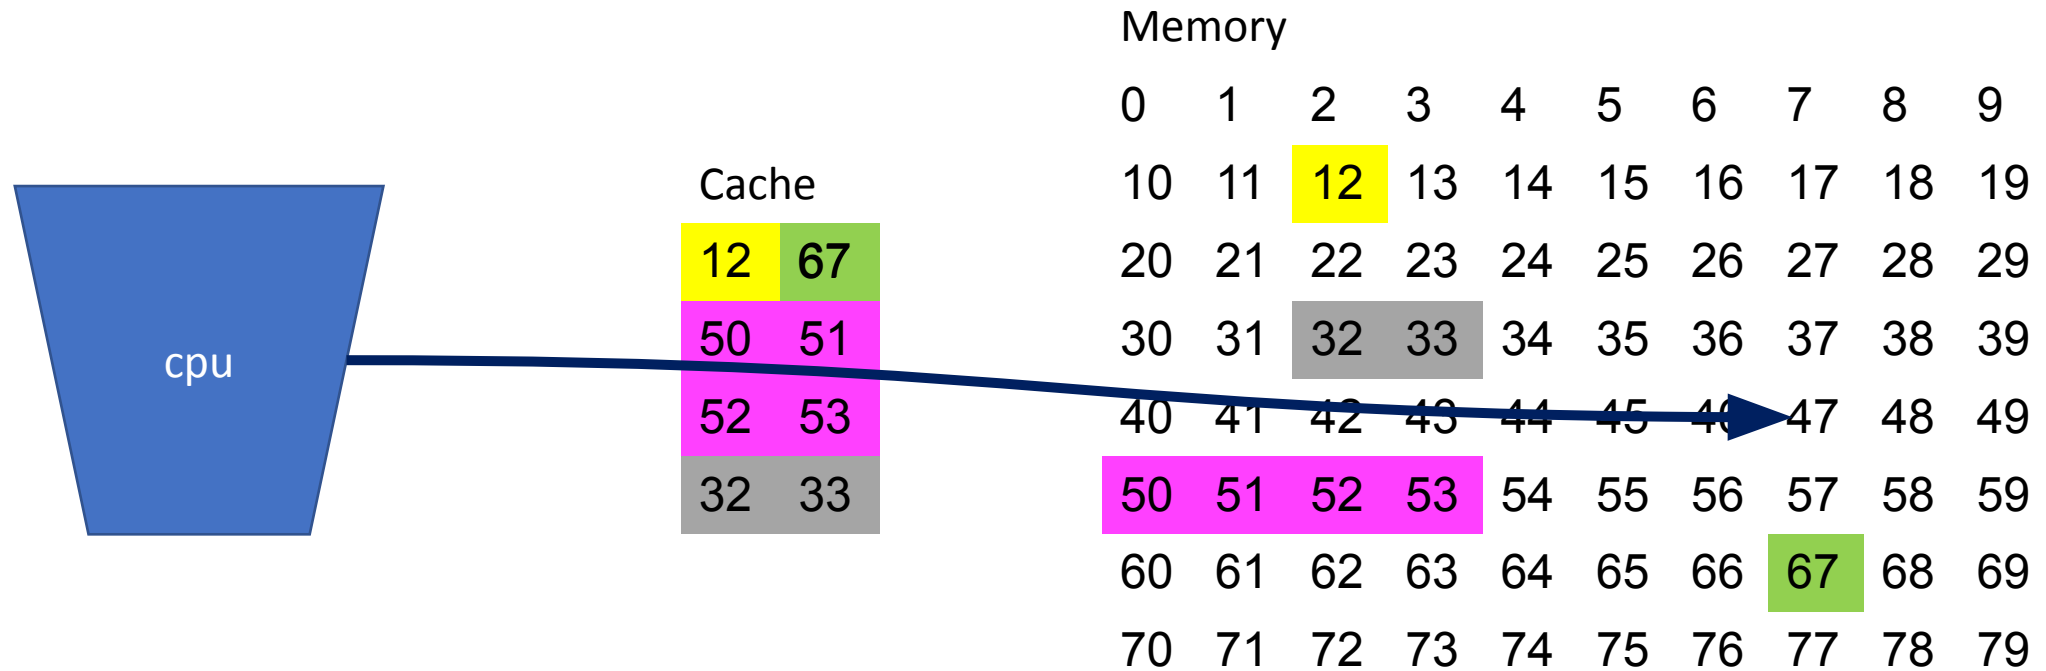 Memory
0 1 2 3 4 5 6 7 8 9
Cache
10 11 12 13 14 15 16 17 18 19
12 67
20 21 22 23 24 25 26 27 28 29
50 51
30 31 32 33 34 35 36 37 38 39
cpu
52 53
40 41 42 43 44 45 46 47 48 49
32 33
50 51 52 53 54 55 56 57 58 59
60 61 62 63 64 65 66 67 68 69
70 71 72 73 74 75 76 77 78 79